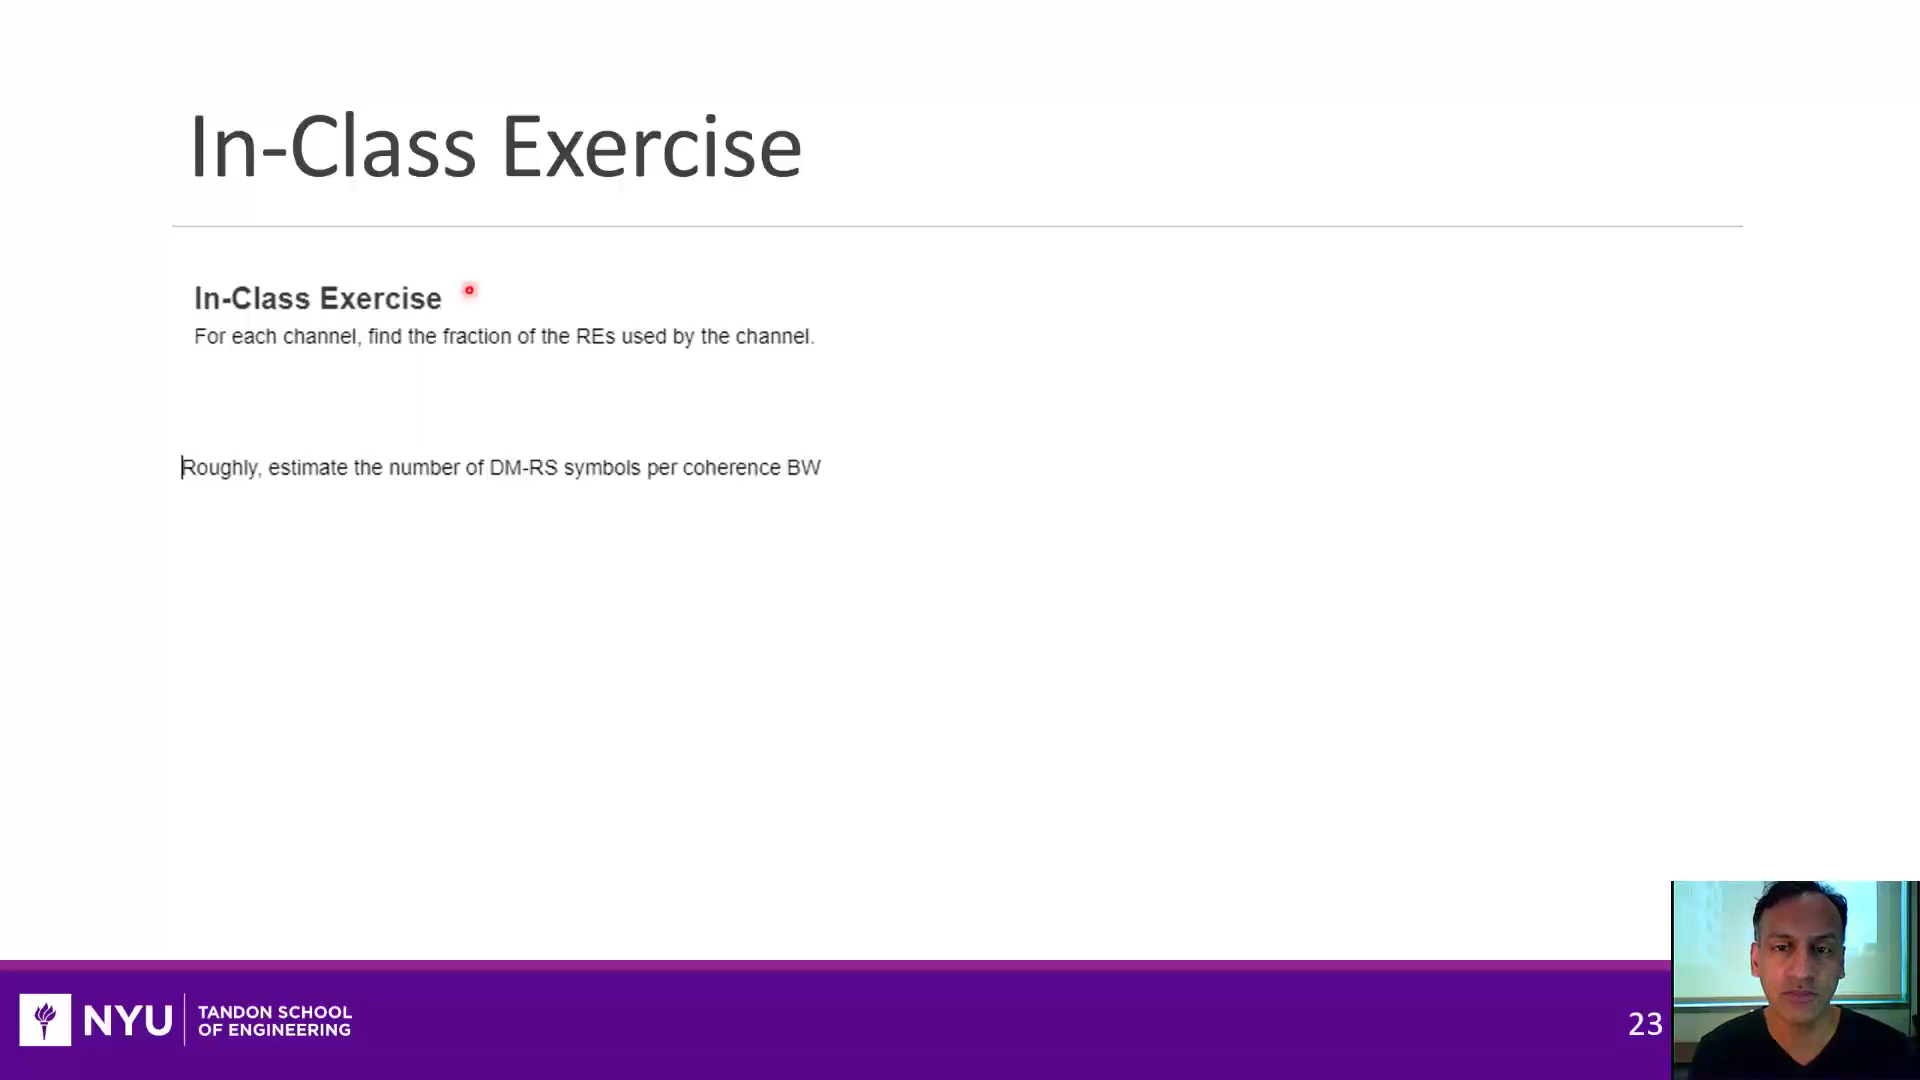 In-Class Exercise
In-Class Exercise
For each channel, find the fraction of the REs used by the channel.
Roughly, estimate the number of DM-RS symbols per coherence BW
NYU
TANDON SCHOOL
OF ENGINEERING
23